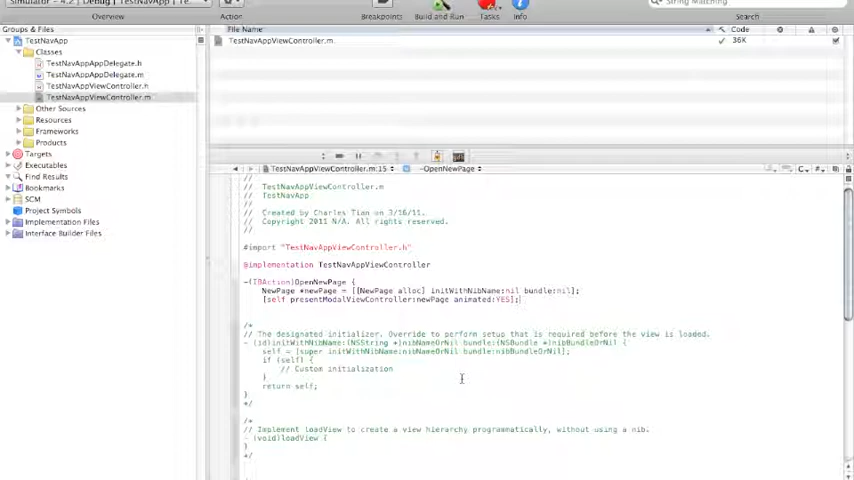 Simulator - 4.2 | Debug | Te...
Overview
Action
Breakpoints
Build and Run
Tasks
Info
String Matching
Search
Groups & Files
TestNavApp
Classes
TestNavAppAppDelegate.h
TestNavAppAppDelegate.m
TestNavAppViewController.h
TestNavAppViewController.m
Other Sources
Resources
Frameworks
Products
Targets
Executables
Find Results
Bookmarks
SCM
Project Symbols
Implementation Files
Interface Builder Files
File Name
TestNavAppViewController.m
36K
TestNavAppViewController.m:15
-OpenNewPage
//
// TestNavAppViewController.m
// TestNavApp
//
// Created by Charles Tian on 3/16/11.
// Copyright 2011 N/A. All rights reserved.
//
#import "TestNavAppViewController.h"
@implementation TestNavAppViewController
-(IBAction)OpenNewPage {
NewPage *newPage = [[NewPage alloc] initWithNibName:nil bundle:nil];
[self presentModalViewController:newPage animated:YES];
/*
// The designated initializer. Override to perform setup that is required before the view is loaded.
- (id)initWithNibName:(NSString *)nibNameOrNil bundle:(NSBundle *)nibBundleOrNil {
self = [super initWithNibName:nibNameOrNil bundle:nibBundleOrNil];
if (self) {
// Custom initialization
}
return self;
}
*/
/*
// Implement loadView to create a view hierarchy programmatically, without using a nib.
- (void)loadView {
}
*/